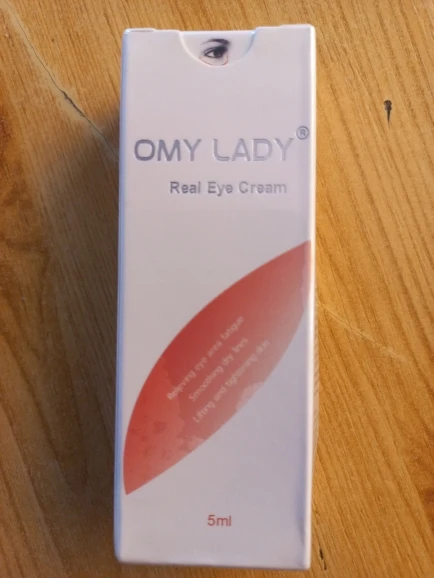 OMY LADY®
Real Eye Cream
Relieving eye area fatigue
Smoothing dry lines
Lifting and tightening skin
5ml